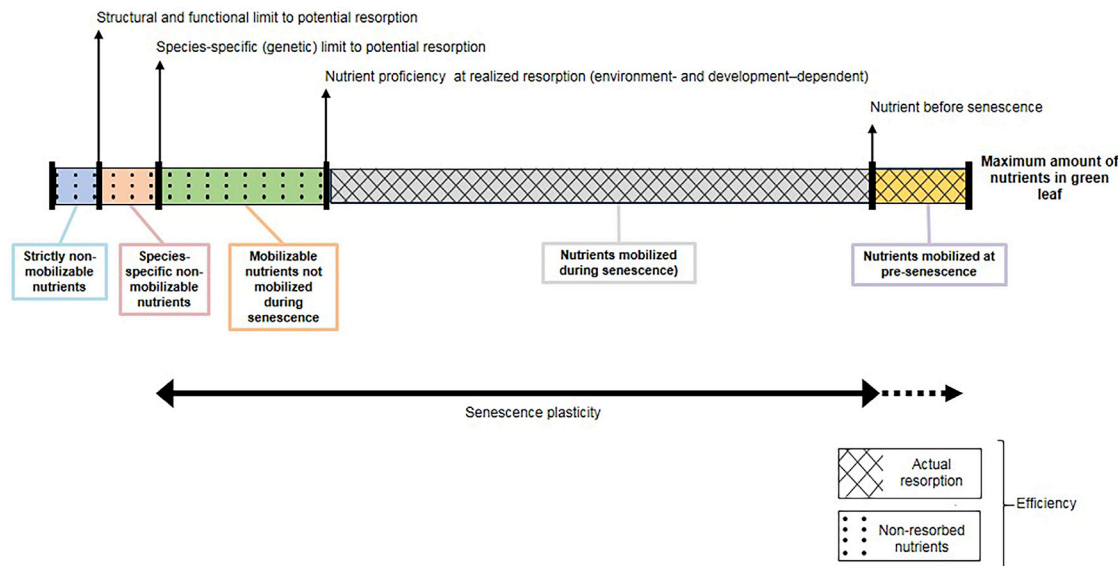 Structural and functional limit to potential resorption
Species-specific (genetic) limit to potential resorption
Nutrient proficiency at realized resorption (environment- and development–dependent)
Nutrient before senescence
Maximum amount of
nutrients in green
leaf
Strictly non-
mobilizable
nutrients
Species-
specific non-
mobilizable
nutrients
Mobilizable
nutrients not
mobilized
during
senescence
Nutrients mobilized
during senescence)
Nutrients mobilized at
pre-senescence
Senescence plasticity
Actual
resorption
Non-resorbed
nutrients
Efficiency